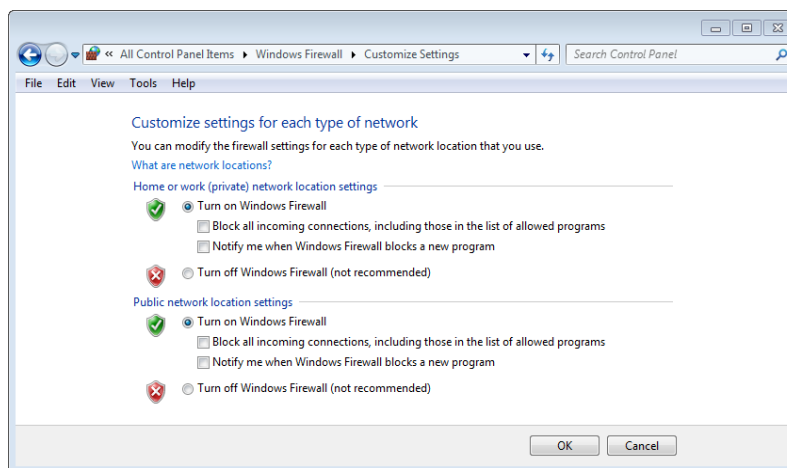 « All Control Panel Items ▸ Windows Firewall ▸ Customize Settings
Search Control Panel
File Edit View Tools Help
Customize settings for each type of network
You can modify the firewall settings for each type of network location that you use.
What are network locations?
Home or work (private) network location settings
Turn on Windows Firewall
Block all incoming connections, including those in the list of allowed programs
Notify me when Windows Firewall blocks a new program
Turn off Windows Firewall (not recommended)
Public network location settings
Turn on Windows Firewall
Block all incoming connections, including those in the list of allowed programs
Notify me when Windows Firewall blocks a new program
Turn off Windows Firewall (not recommended)
OK Cancel